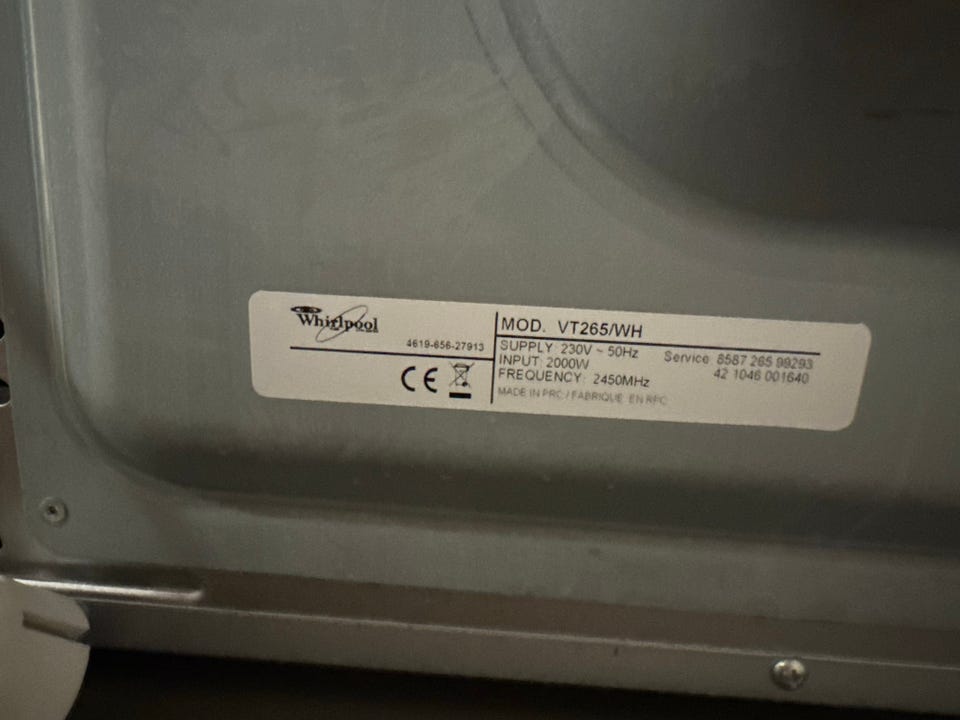 Whirlpool
4619-656-27913
CE
MOD. VT265/WH
SUPPLY: 230V ~ 50Hz
INPUT: 2000W
FREQUENCY: 2450MHz
MADE IN PRC / FABRIQUE EN RPC
Service: 8587 265 99293
42 1046 001640